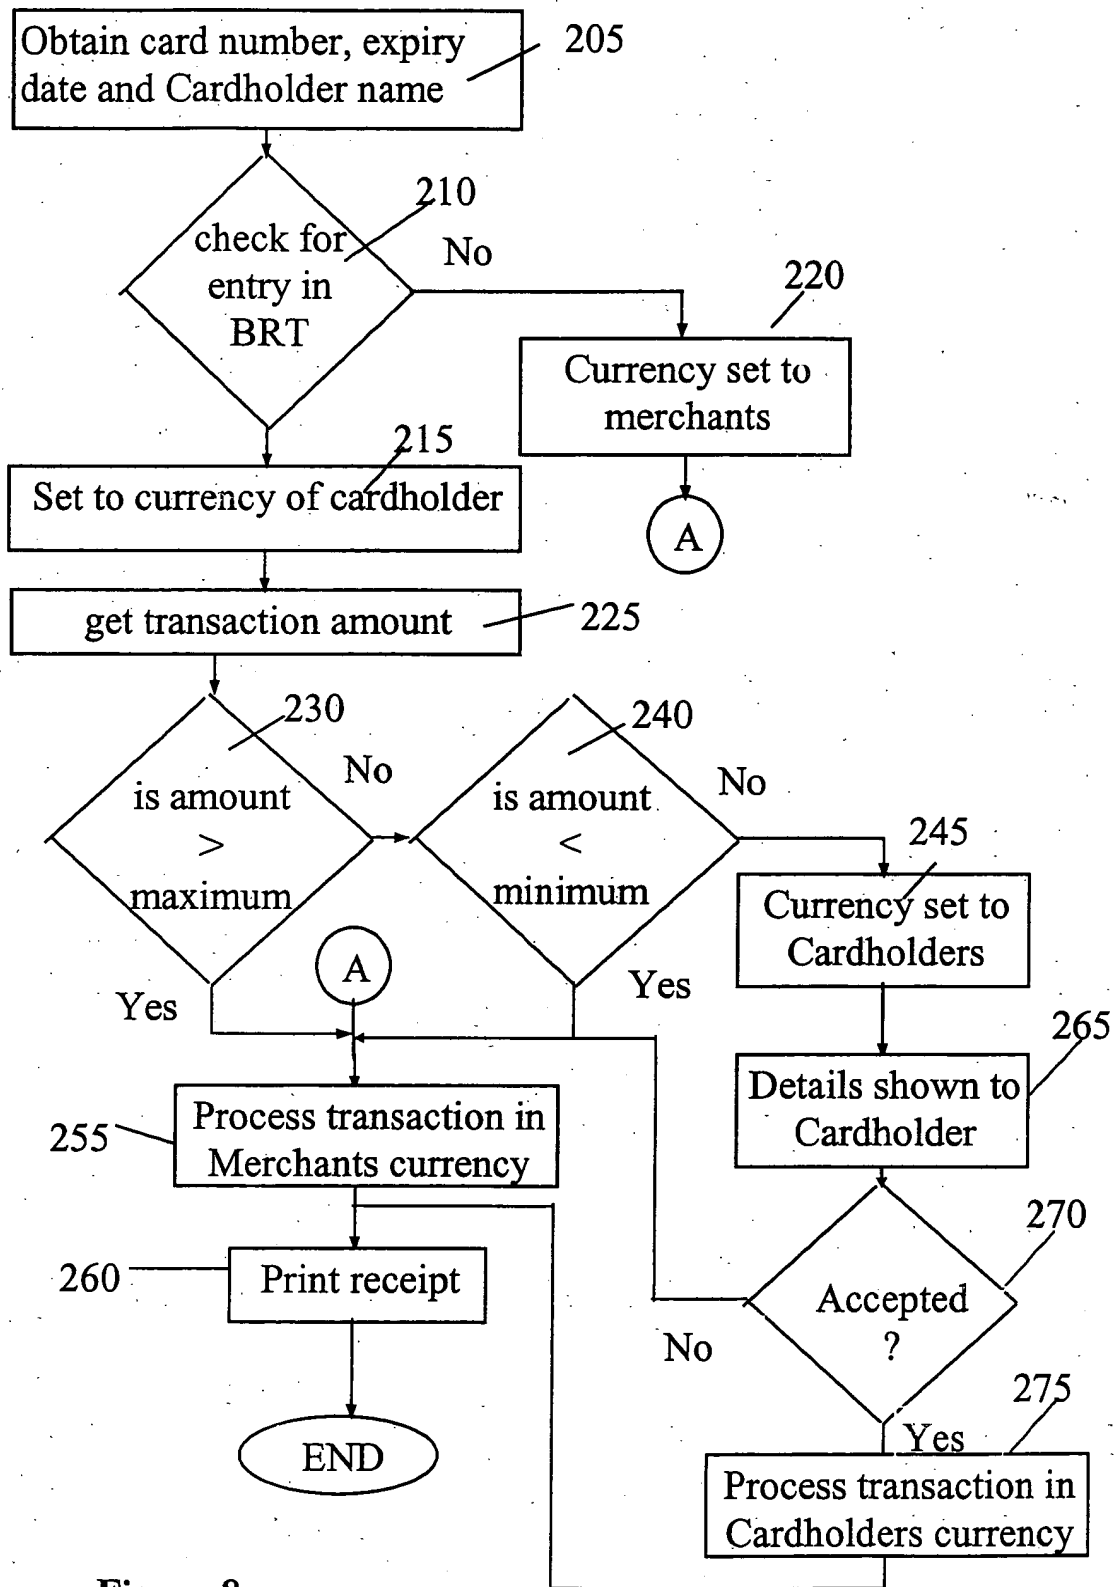 Obtain card number, expiry
date and Cardholder name
205
210
check for
entry in
BRT
No
220
Currency set to
merchants
215
Set to currency of cardholder
A
get transaction amount
225
230
is amount
>
maximum
No
240
is amount
<
minimum
No
245
Currency set to
Cardholders
A
Yes
Yes
265
Details shown to
Cardholder
255
Process transaction in
Merchants currency
270
Accepted
?
No
260
Print receipt
275
Yes
END
Process transaction in
Cardholders currency